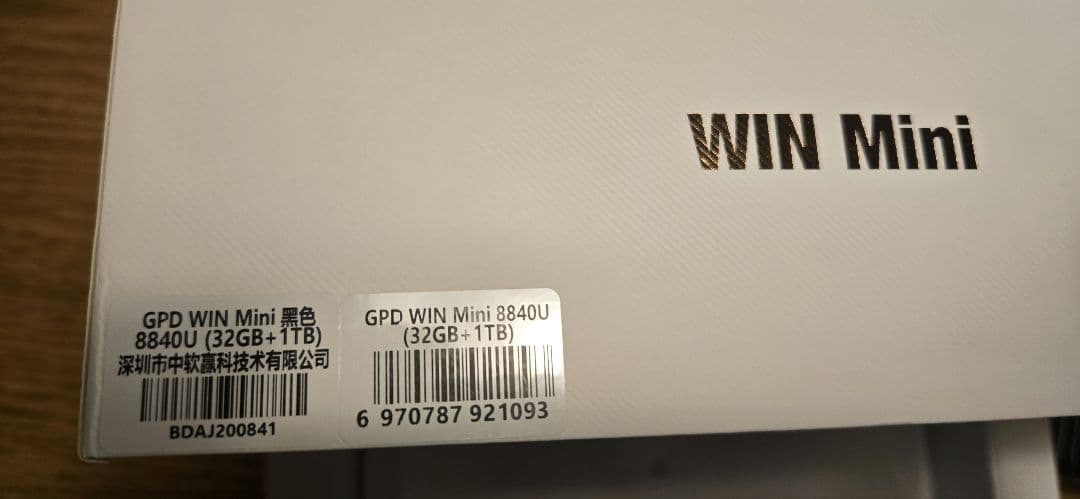 WIN Mini
GPD WIN Mini 黑色
8840U (32GB+1TB)
深圳市中软赢科技术有限公司
BDAJ200841
GPD WIN Mini 8840U
(32GB+1TB)
6 970787 921093